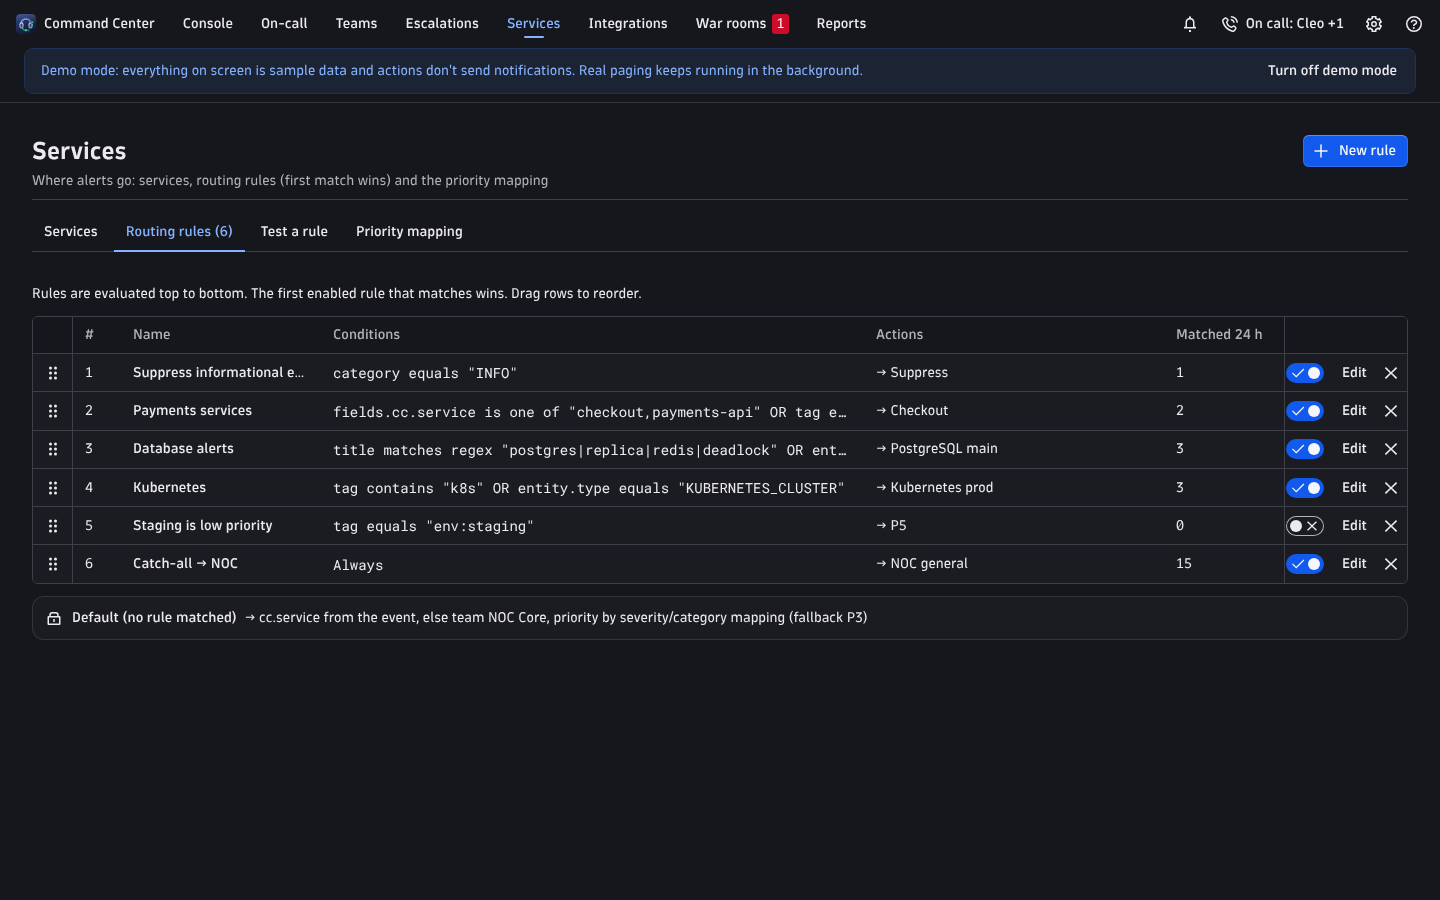 Command Center Console On-call Teams Escalations Services Integrations War rooms 1 Reports On call: Cleo +1
Demo mode: everything on screen is sample data and actions don't send notifications. Real paging keeps running in the background. Turn off demo mode
Services
New rule
Where alerts go: services, routing rules (first match wins) and the priority mapping
Services Routing rules (6) Test a rule Priority mapping
Rules are evaluated top to bottom. The first enabled rule that matches wins. Drag rows to reorder.
# Name Conditions Actions Matched 24 h
1 Suppress informational e... category equals "INFO" → Suppress 1 Edit
2 Payments services fields.cc.service is one of "checkout,payments-api" OR tag e... → Checkout 2 Edit
3 Database alerts title matches regex "postgres|replica|redis|deadlock" OR ent... → PostgreSQL main 3 Edit
4 Kubernetes tag contains "k8s" OR entity.type equals "KUBERNETES_CLUSTER" → Kubernetes prod 3 Edit
5 Staging is low priority tag equals "env:staging" → P5 0 Edit
6 Catch-all → NOC Always → NOC general 15 Edit
Default (no rule matched) → cc.service from the event, else team NOC Core, priority by severity/category mapping (fallback P3)